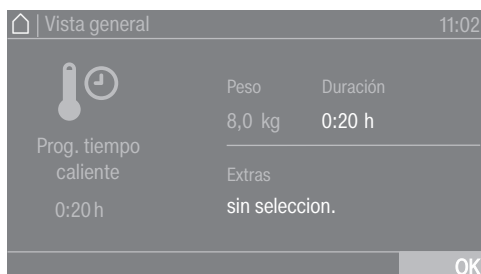 | Vista general 11:02
Peso Duración
8,0 kg 0:20 h
Prog. tiempo
caliente
0:20 h
Extras
sin seleccion.
OK